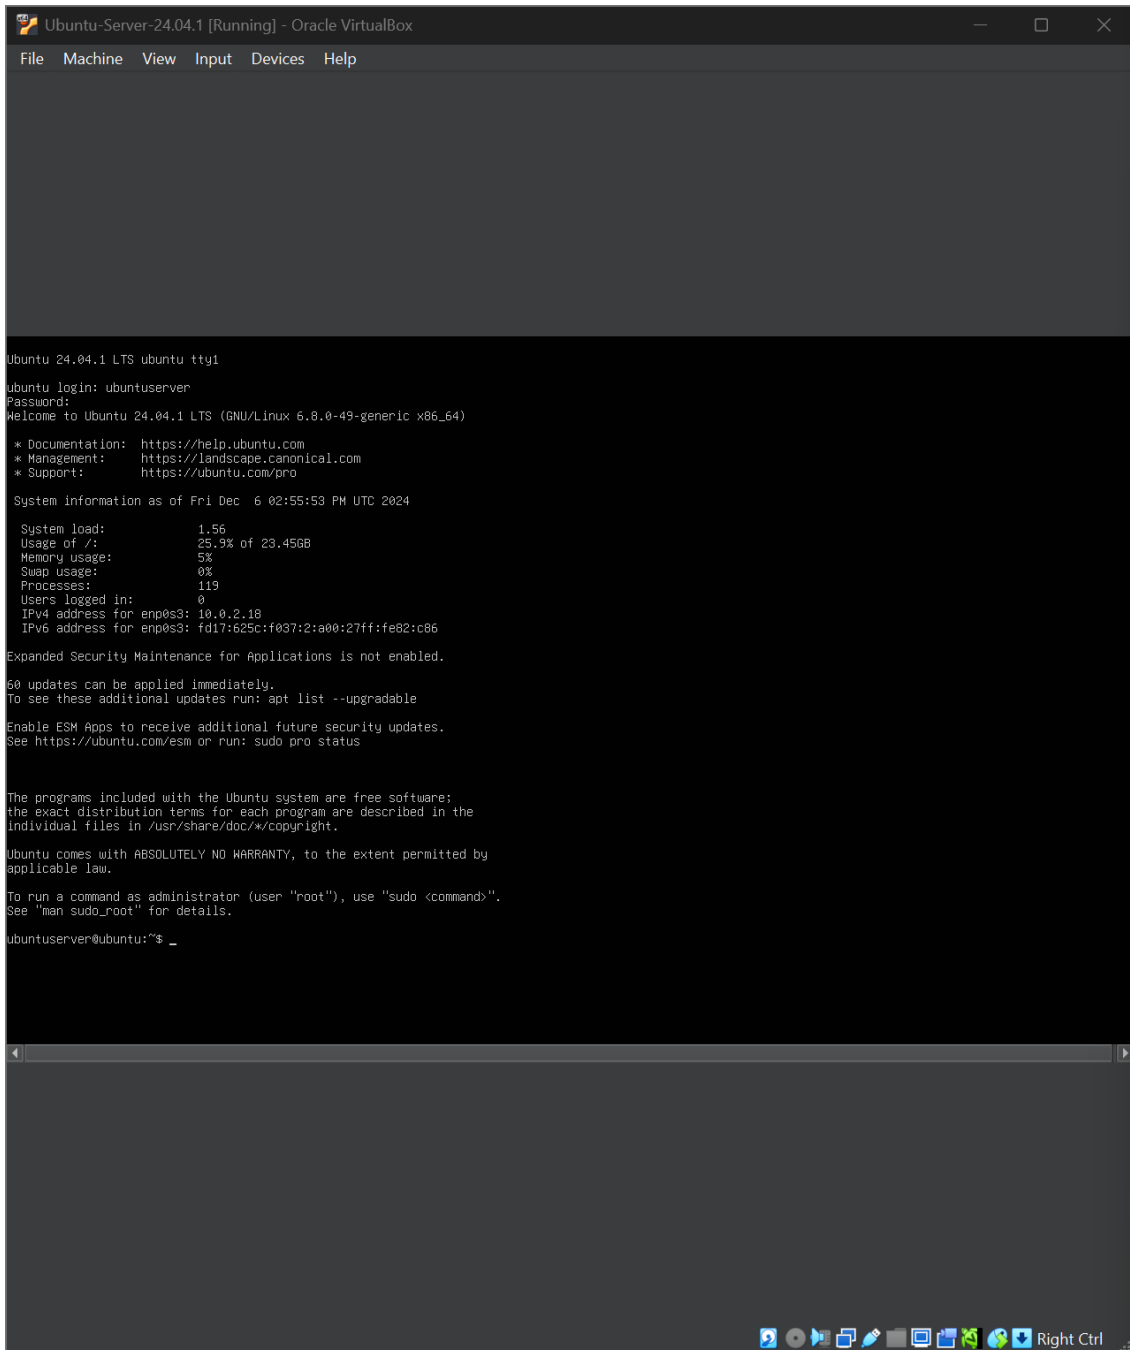 Ubuntu-Server-24.04.1 [Running] - Oracle VirtualBox
File Machine View Input Devices Help
Ubuntu 24.04.1 LTS ubuntu tty1
ubuntu login: ubuntuserver
Password:
Welcome to Ubuntu 24.04.1 LTS (GNU/Linux 6.8.0-49-generic x86_64)
* Documentation: https://help.ubuntu.com
* Management: https://landscape.canonical.com
* Support: https://ubuntu.com/pro
System information as of Fri Dec 6 02:55:53 PM UTC 2024
System load: 1.56
Usage of /: 25.9% of 23.45GB
Memory usage: 5%
Swap usage: 0%
Processes: 119
Users logged in: 0
IPv4 address for enp0s3: 10.0.2.18
IPv6 address for enp0s3: fd17:625c:f037:2:a00:27ff:fe82:c86
Expanded Security Maintenance for Applications is not enabled.
60 updates can be applied immediately.
To see these additional updates run: apt list --upgradable
Enable ESM Apps to receive additional future security updates.
See https://ubuntu.com/esm or run: sudo pro status
The programs included with the Ubuntu system are free software;
the exact distribution terms for each program are described in the
individual files in /usr/share/doc/*/copyright.
Ubuntu comes with ABSOLUTELY NO WARRANTY, to the extent permitted by
applicable law.
To run a command as administrator (user "root"), use "sudo <command>".
See "man sudo_root" for details.
ubuntuserver@ubuntu:~$ _
Right Ctrl